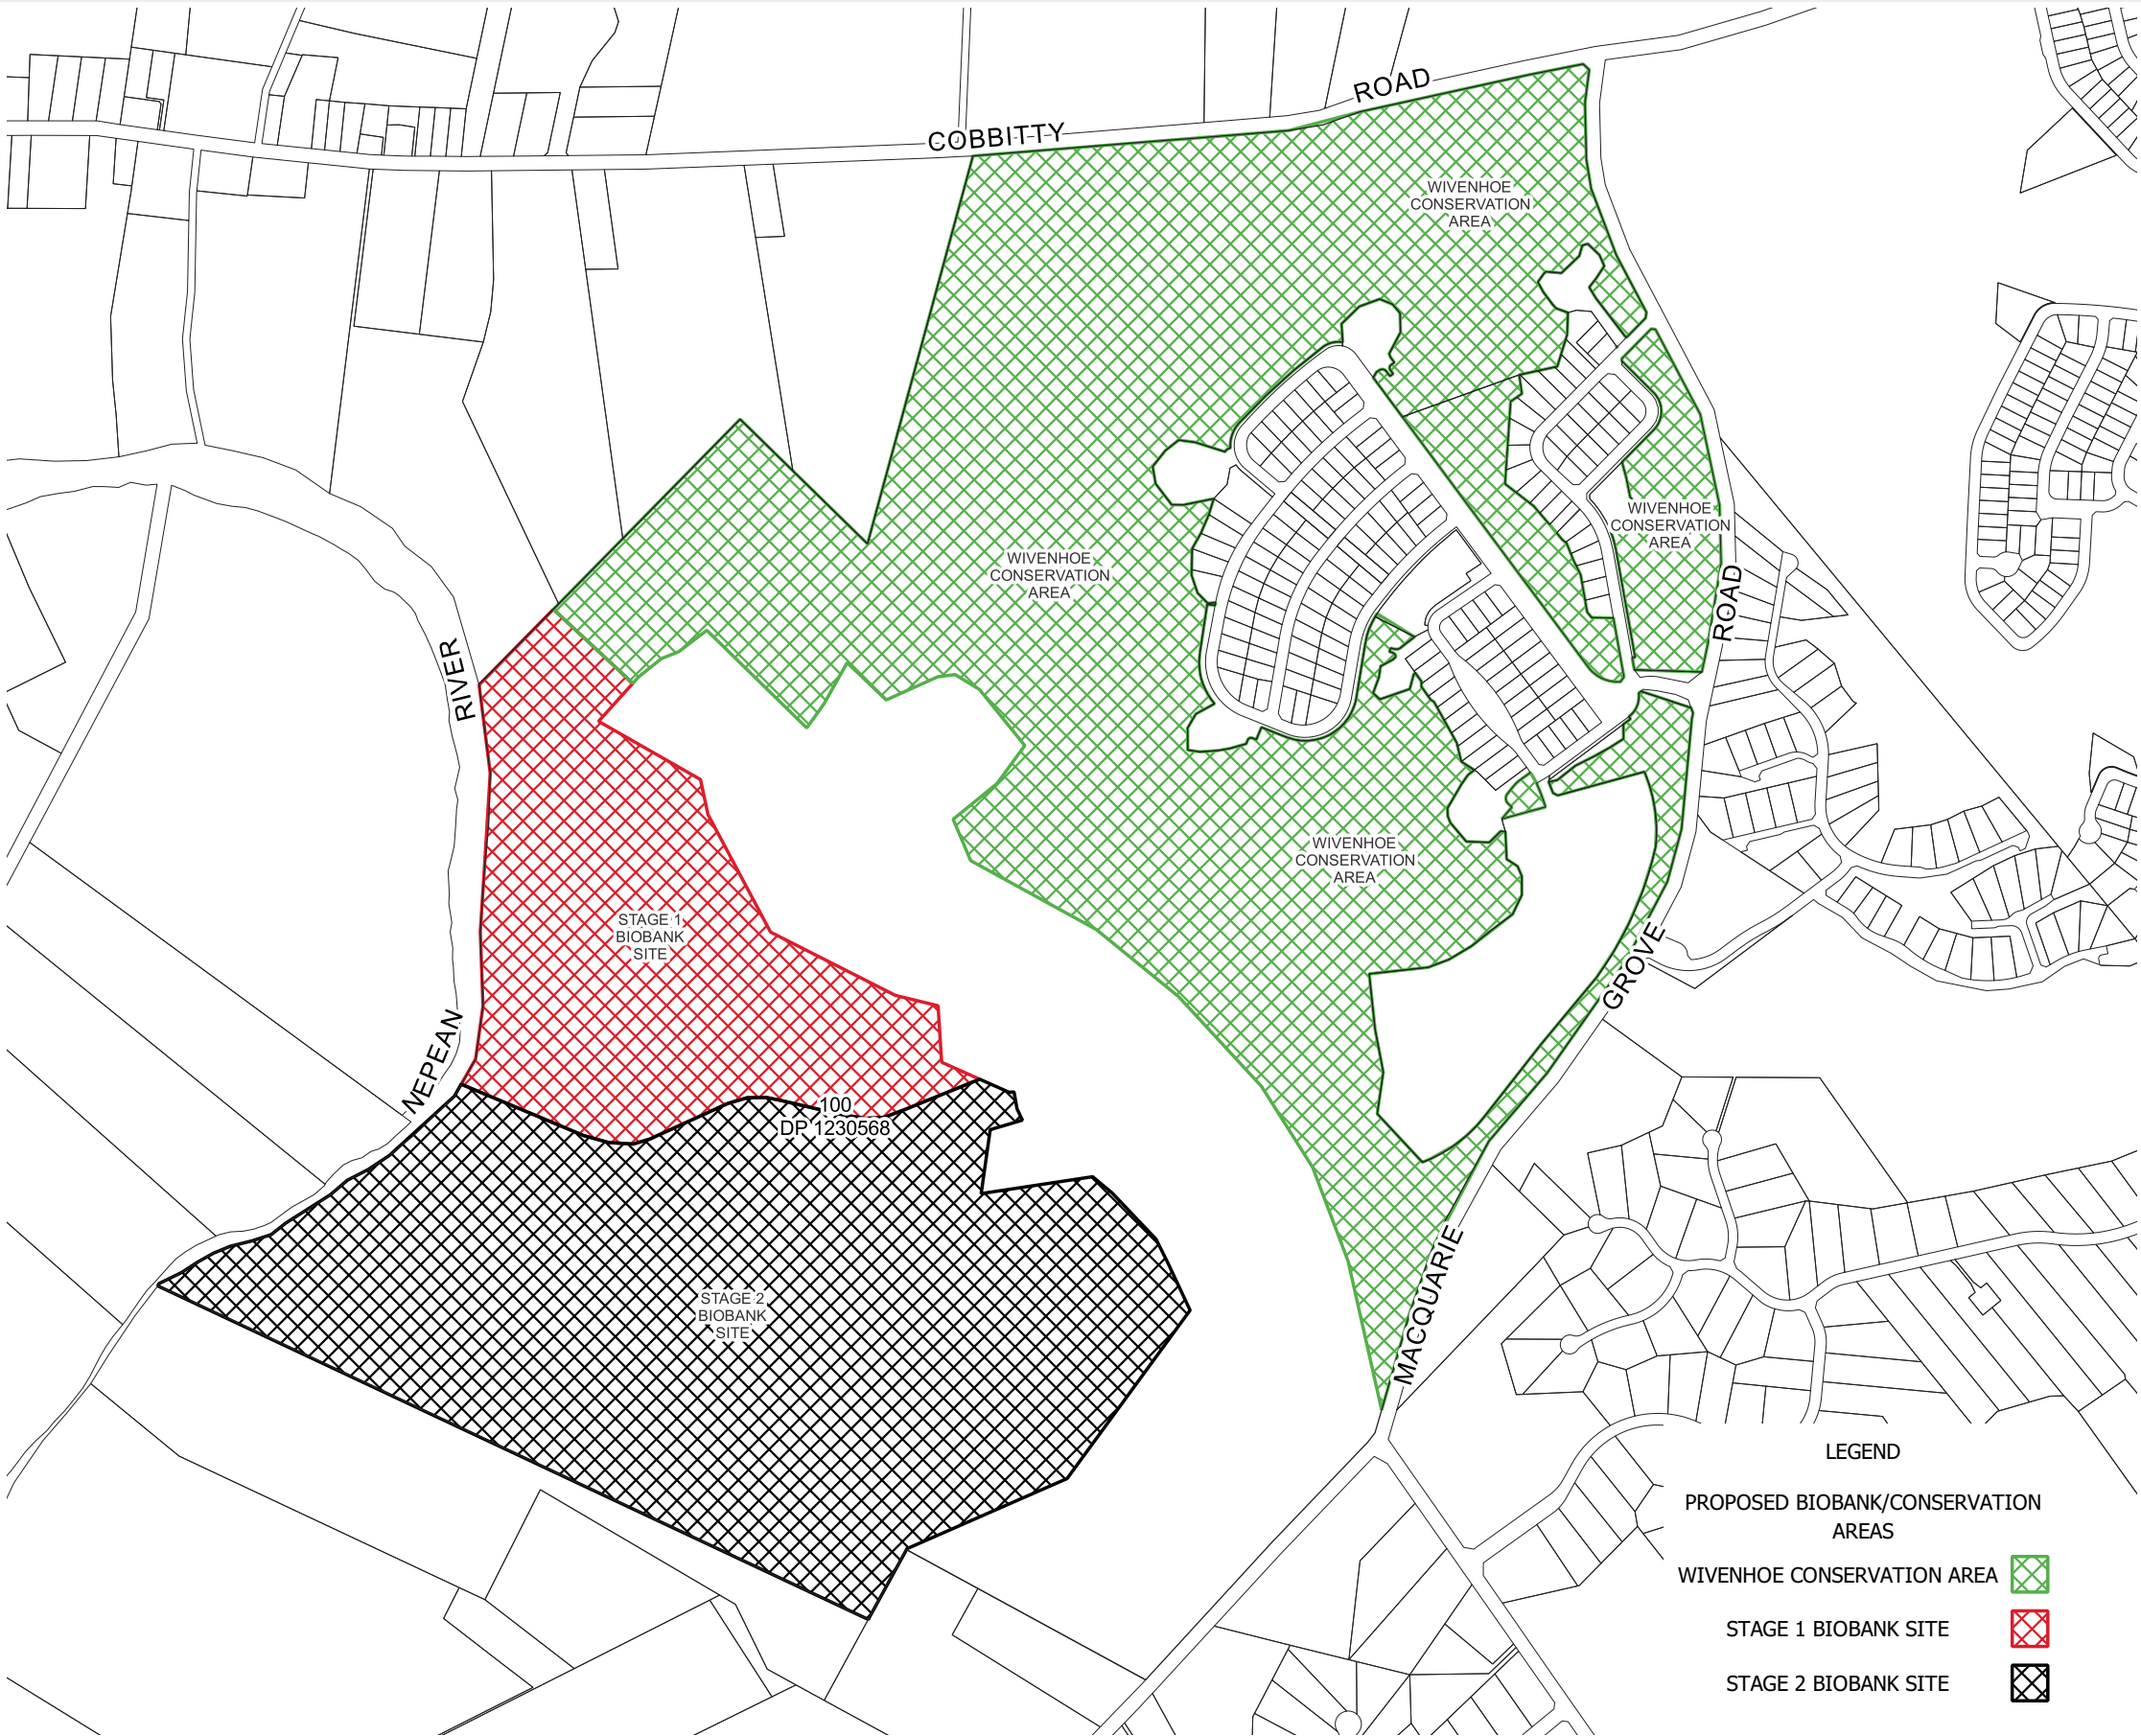 COBBITTY
ROAD
WIVENHOE
CONSERVATION
AREA
WIVENHOE
CONSERVATION
AREA
WIVENHOE
CONSERVATION
AREA
ROAD
RIVER
WIVENHOE
CONSERVATION
AREA
STAGE 1
BIOBANK
SITE
GROVE
NEPEAN
100
DP 1230568
MACQUARIE
STAGE 2
BIOBANK
SITE
LEGEND
PROPOSED BIOBANK/CONSERVATION
AREAS
WIVENHOE CONSERVATION AREA
STAGE 1 BIOBANK SITE
STAGE 2 BIOBANK SITE